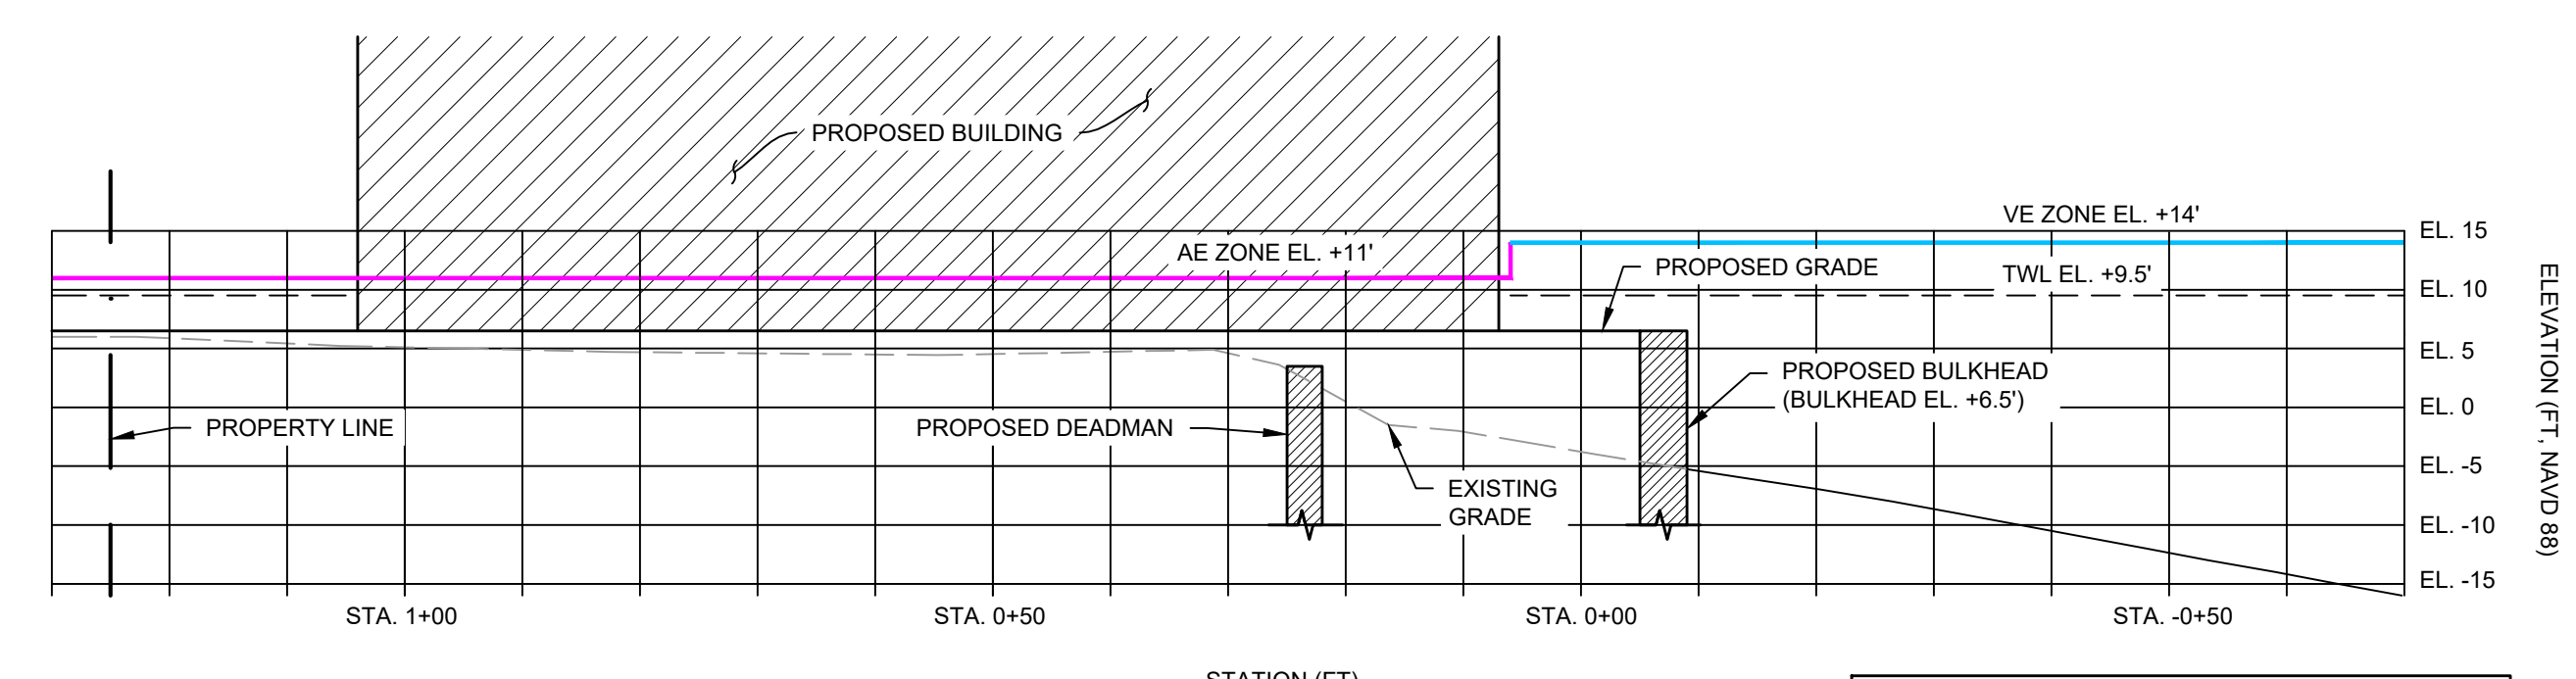 PROPOSED BUILDING
VE ZONE EL. +14'
AE ZONE EL. +11'
PROPOSED GRADE
TWL EL. +9.5'
EL. 15
EL. 10
EL. 5
EL. 0
EL. -5
EL. -10
EL. -15
ELEVATION (FT, NAVD 88)
PROPOSED BULKHEAD
(BULKHEAD EL. +6.5')
PROPERTY LINE
PROPOSED DEADMAN
EXISTING
GRADE
STA. 1+00
STA. 0+50
STA. 0+00
STA. -0+50
STATION (FT)